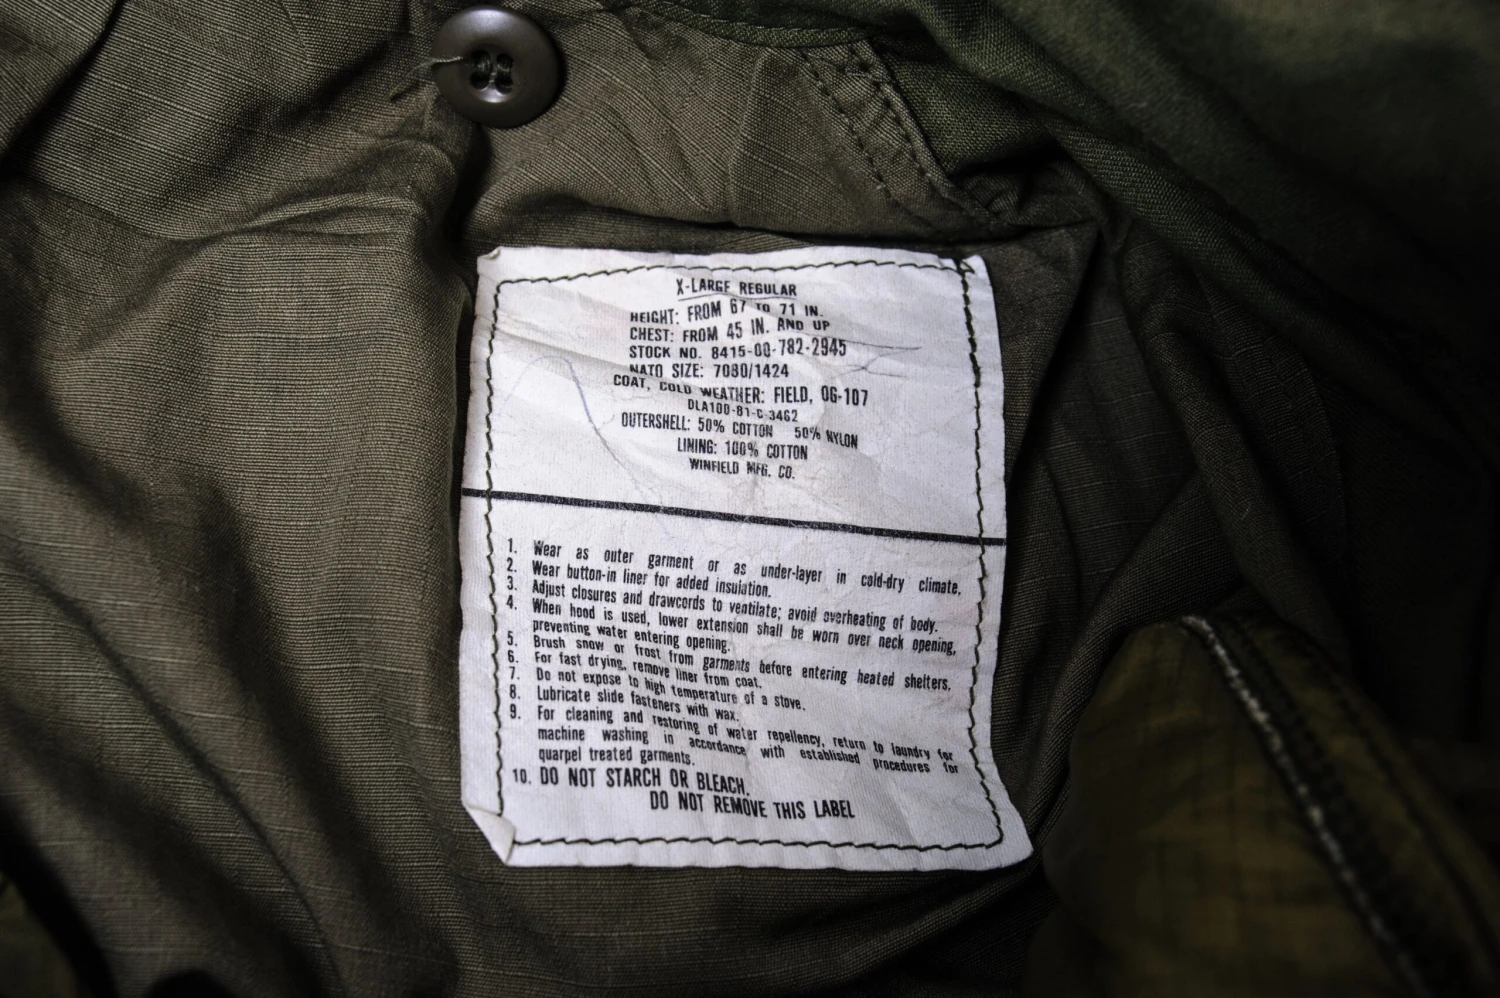 X-LARGE REGULAR
HEIGHT: FROM 67 TO 71 IN.
CHEST: FROM 45 IN. AND UP
STOCK NO. 8415-00-782-2945
NATO SIZE: 7080/1424
COAT, COLD WEATHER: FIELD, OG-107
DLA100-81-C-3462
OUTERSHELL: 50% COTTON 50% NYLON
LINING: 100% COTTON
WINFIELD MFG. CO.
1. Wear as outer garment or as under-layer in cold-dry climate.
2. Wear button-in liner for added insulation.
3. Adjust closures and drawcords to ventilate; avoid overheating of body.
4. When hood is used, lower extension shall be worn over neck opening,
preventing water entering opening.
5. Brush snow or frost from garments before entering heated shelters.
6. For fast drying, remove liner from coat.
7. Do not expose to high temperature of a stove.
8. Lubricate slide fasteners with wax.
9. For cleaning and restoring of water repellency, return to laundry for
machine washing in accordance with established procedures for
quarpel treated garments.
10. DO NOT STARCH OR BLEACH.
DO NOT REMOVE THIS LABEL